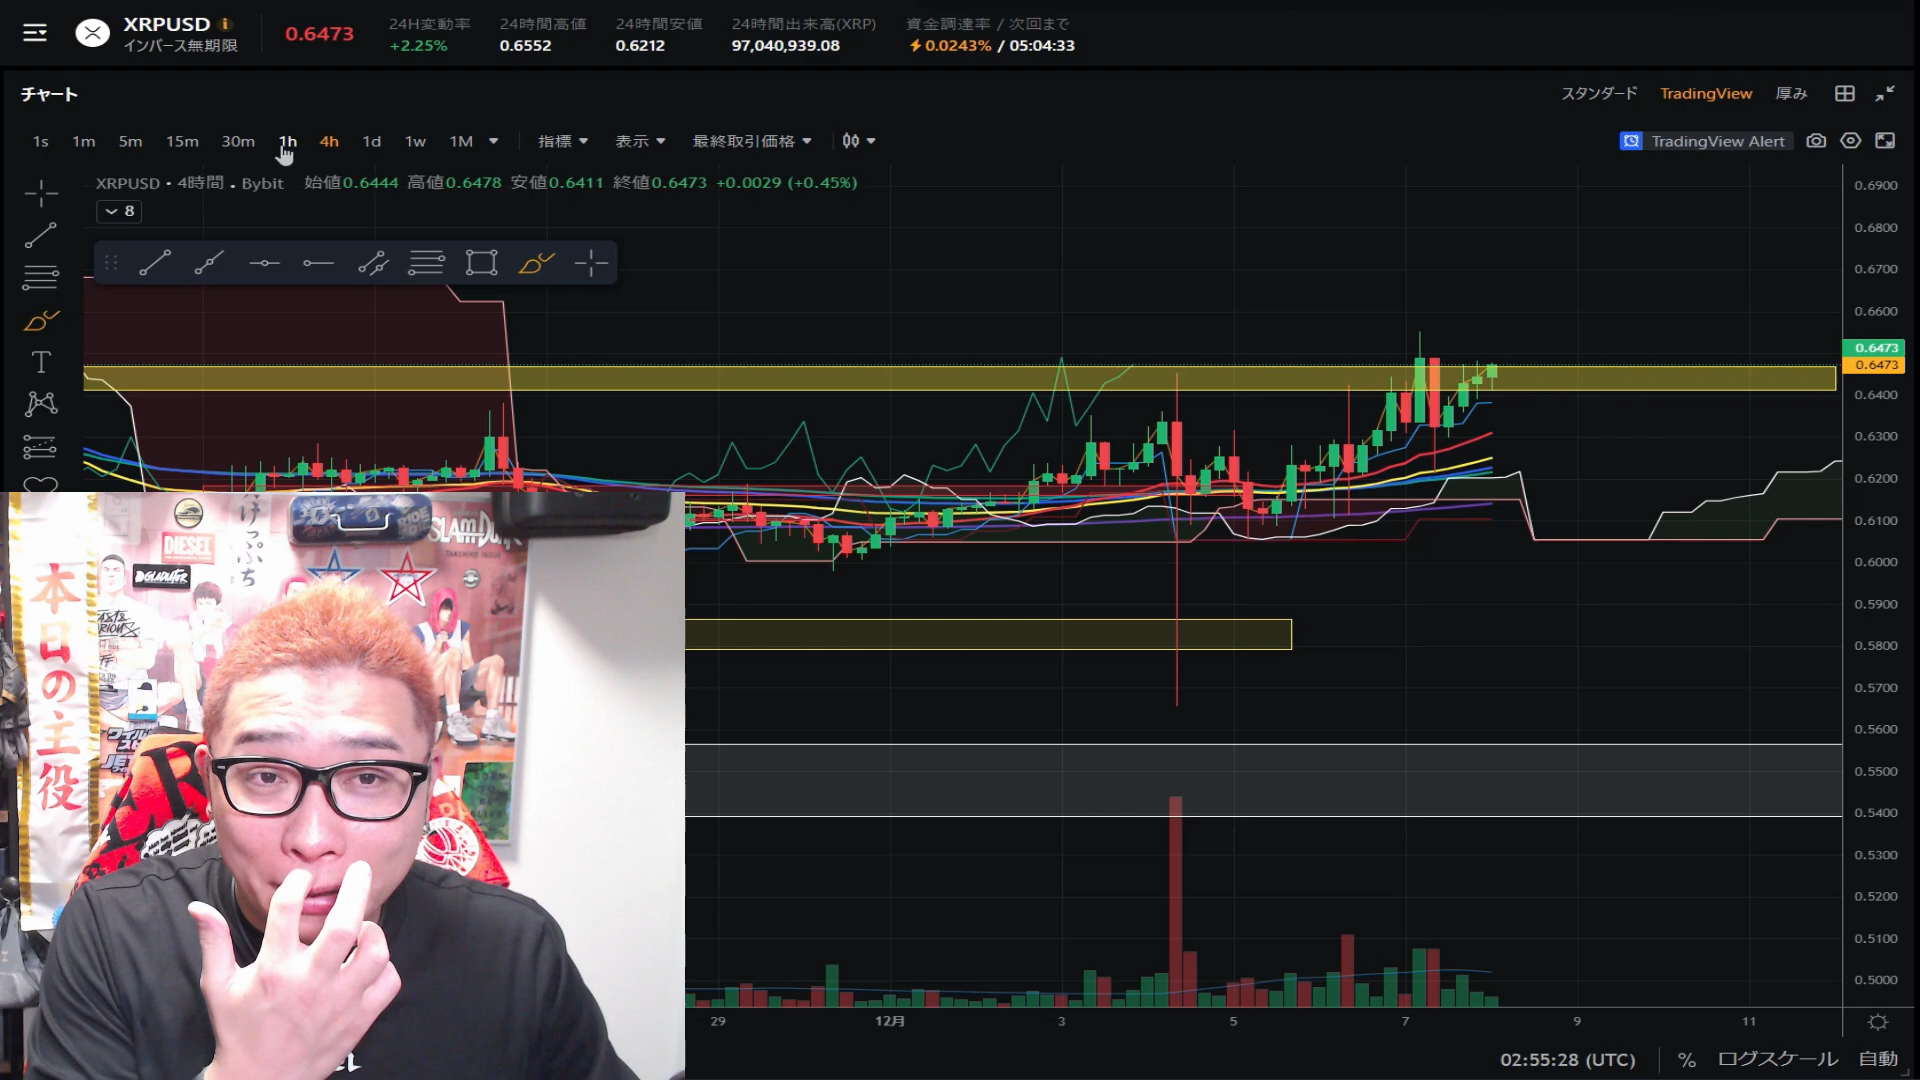 XRPUSD
インバース無期限
0.6473
24H変動率
+2.25%
24時間高値
0.6552
24時間安値
0.6212
24時間出来高(XRP)
97,040,939.08
資金調達率 / 次回まで
0.0243% / 05:04:33
チャート
スタンダード
TradingView
厚み
1s 1m 5m 15m 30m 1h 4h 1d 1w 1M
指標
表示
最終取引価格
TradingView Alert
XRPUSD • 4時間 • Bybit 始値0.6444 高値0.6478 安値0.6411 終値0.6473 +0.0029 (+0.45%)
8
0.6900
0.6800
0.6700
0.6600
0.6473
0.6473
0.6400
0.6300
0.6200
0.6100
0.6000
0.5900
0.5800
0.5700
0.5600
0.5500
0.5400
0.5300
0.5200
0.5100
0.5000
29
12月
3
5
7
9
11
02:55:28 (UTC)
%
ログスケール
自動
本日の主役
DIESEL
GLADIATOR
SLAM DUNK
RIDE